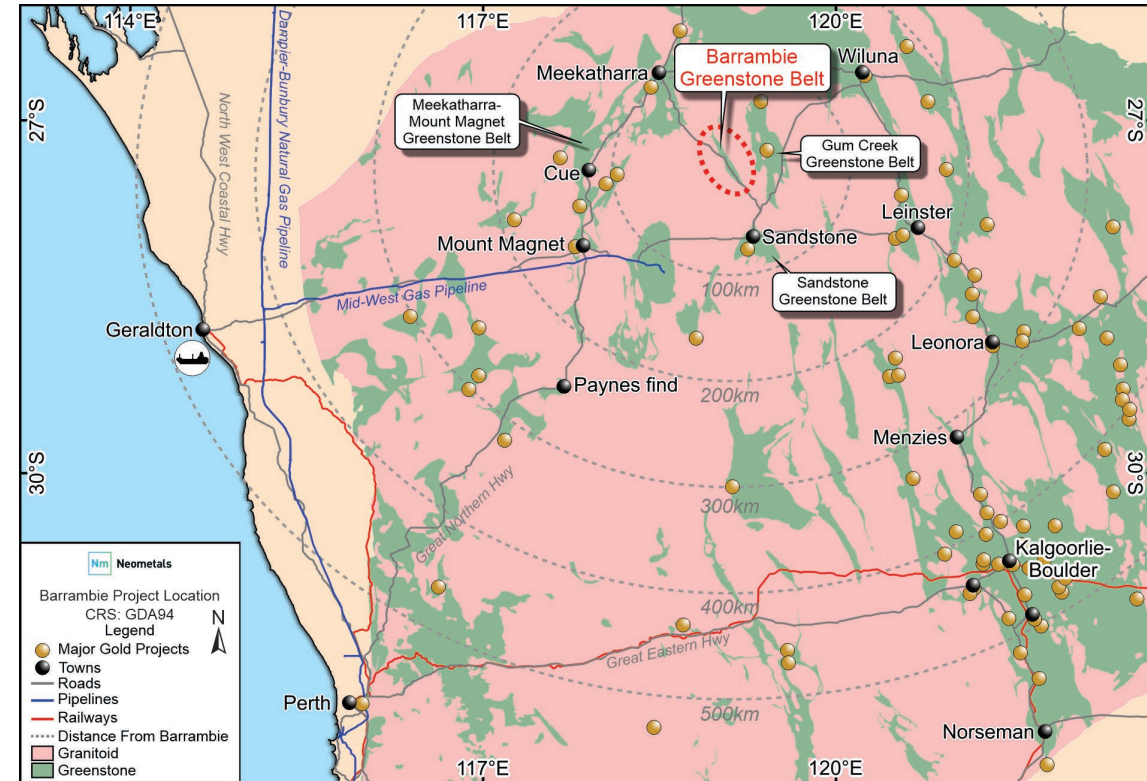 114°E
117°E
120°E
Meekatharra
Barrambie
Greenstone Belt
Wiluna
Meekatharra-
Mount Magnet
Greenstone Belt
27°S
27°S
Gum Creek
Greenstone Belt
Cue
North West Coastal Hwy
Dampier-Bunbury Natural Gas Pipeline
Leinster
Mount Magnet
Sandstone
Sandstone
Greenstone Belt
100km
Mid-West Gas Pipeline
Geraldton
Leonora
Paynes find
200km
Menzies
30°S
30°S
300km
Great Northern Hwy
Kalgoorlie-
Boulder
400km
Great Eastern Hwy
Perth
500km
Norseman
Nm Neometals
Barrambie Project Location
CRS: GDA94
N
Legend
Major Gold Projects
Towns
Roads
Pipelines
Railways
Distance From Barrambie
Granitoid
Greenstone
117°E
120°E